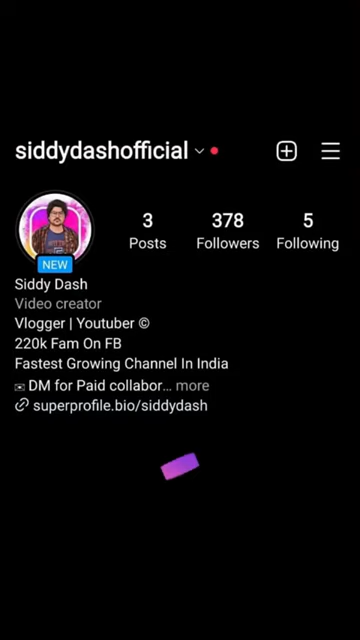 siddydashofficial
3 378 5
Posts Followers Following
NEW
Siddy Dash
Video creator
Vlogger | Youtuber ©
220k Fam On FB
Fastest Growing Channel In India
DM for Paid collabor... more
superprofile.bio/siddydash